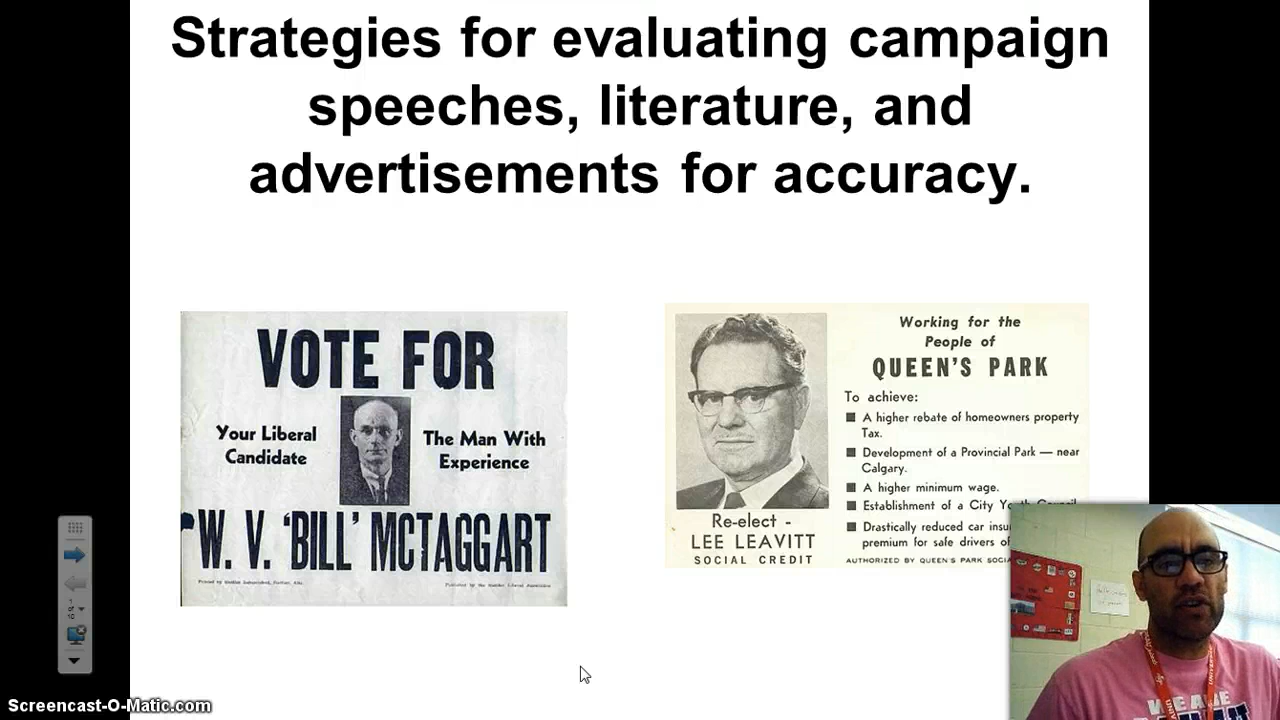 Strategies for evaluating campaign
speeches, literature, and
advertisements for accuracy.
VOTE FOR
Your Liberal
Candidate
The Man With
Experience
W. V. 'BILL' MCTAGGART
Working for the
People of
QUEEN'S PARK
To achieve:
A higher rebate of homeowners property
Tax.
Development of a Provincial Park — near
Calgary.
A higher minimum wage.
Establishment of a City Youth Council
Drastically reduced car
premium for safe drivers
Re-elect -
LEE LEAVITT
SOCIAL CREDIT
AUTHORIZED BY QUEEN'S PARK
WE ARE
Screencast-O-Matic.com